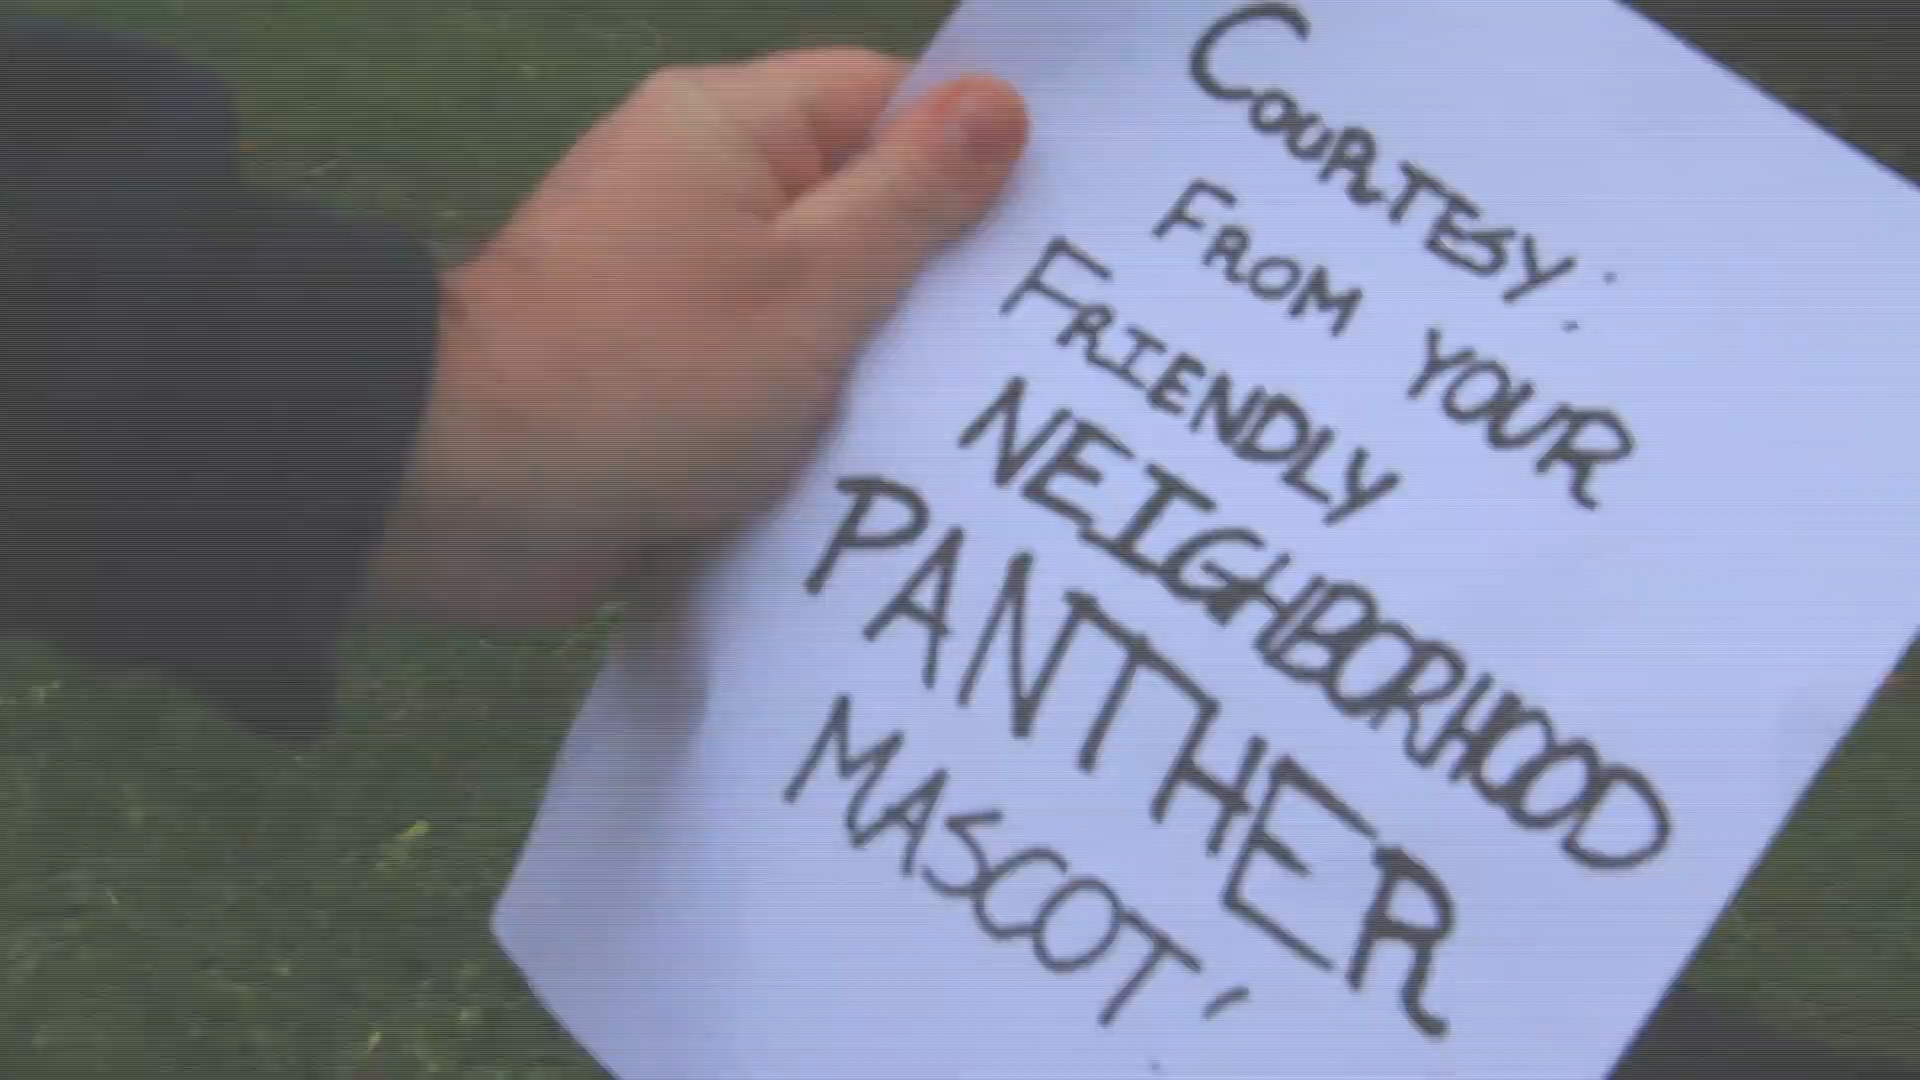 COURTESY:
FROM YOUR
FRIENDLY
NEIGHBORHOOD
PANTHER
MASCOT!